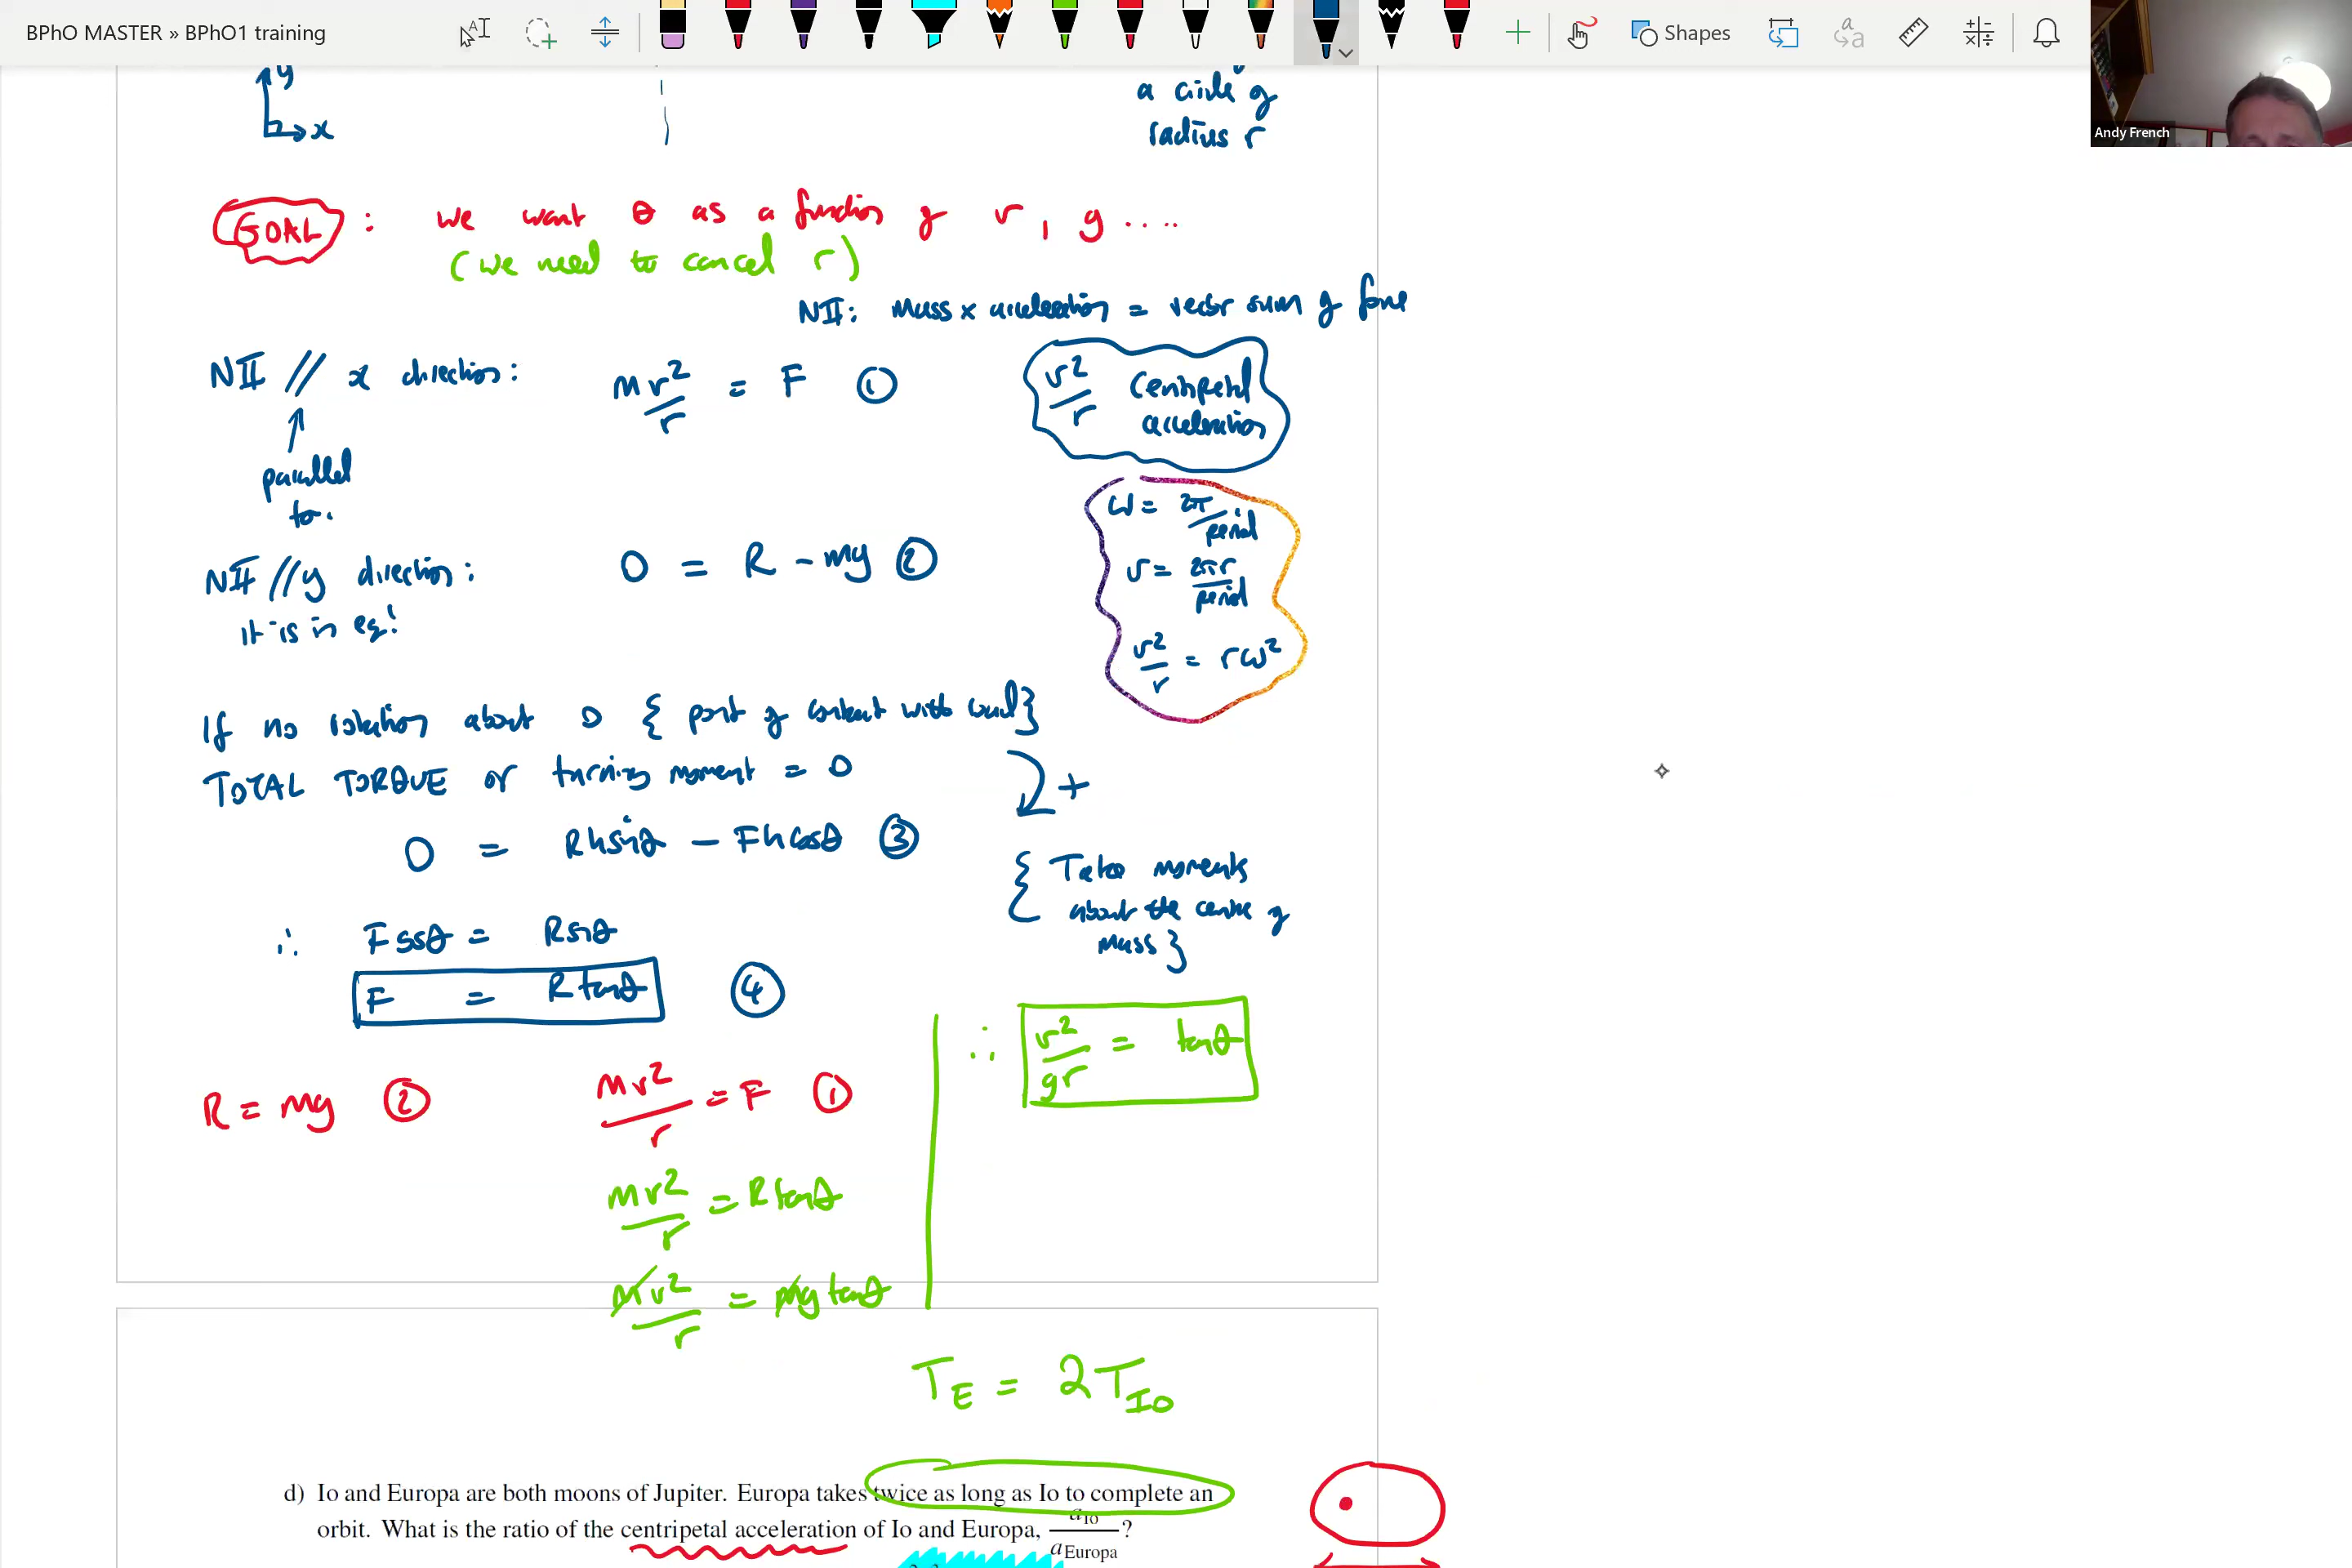 BPhO MASTER » BPhO1 training
Shapes
Andy French
y
x
a circle of
radius r
GOAL : we want θ as a function of v, g ....
(we need to cancel r)
NII: mass x acceleration = vector sum of force
NII // x direction: mv²/r = F ①
v²/r centripetal acceleration
parallel
to.
ω = 2π/period
v = 2πr/period
v²/r = rω²
NII // y direction: 0 = R - mg ②
it is in eq!
If no rotation about O { point of contact with road }
TOTAL TORQUE or turning moment = 0
+
0 = Rhsinθ - Fhcosθ ③
{ Take moments
about the centre of
mass }
∴ Fcosθ = Rsinθ
F = Rtanθ ④
∴ v²/gr = tanθ
R = mg ② mv²/r = F ①
mv²/r = Rtanθ
mv²/r = mgtanθ
T_E = 2T_Io
d) Io and Europa are both moons of Jupiter. Europa takes twice as long as Io to complete an
orbit. What is the ratio of the centripetal acceleration of Io and Europa, a_Io/a_Europa?